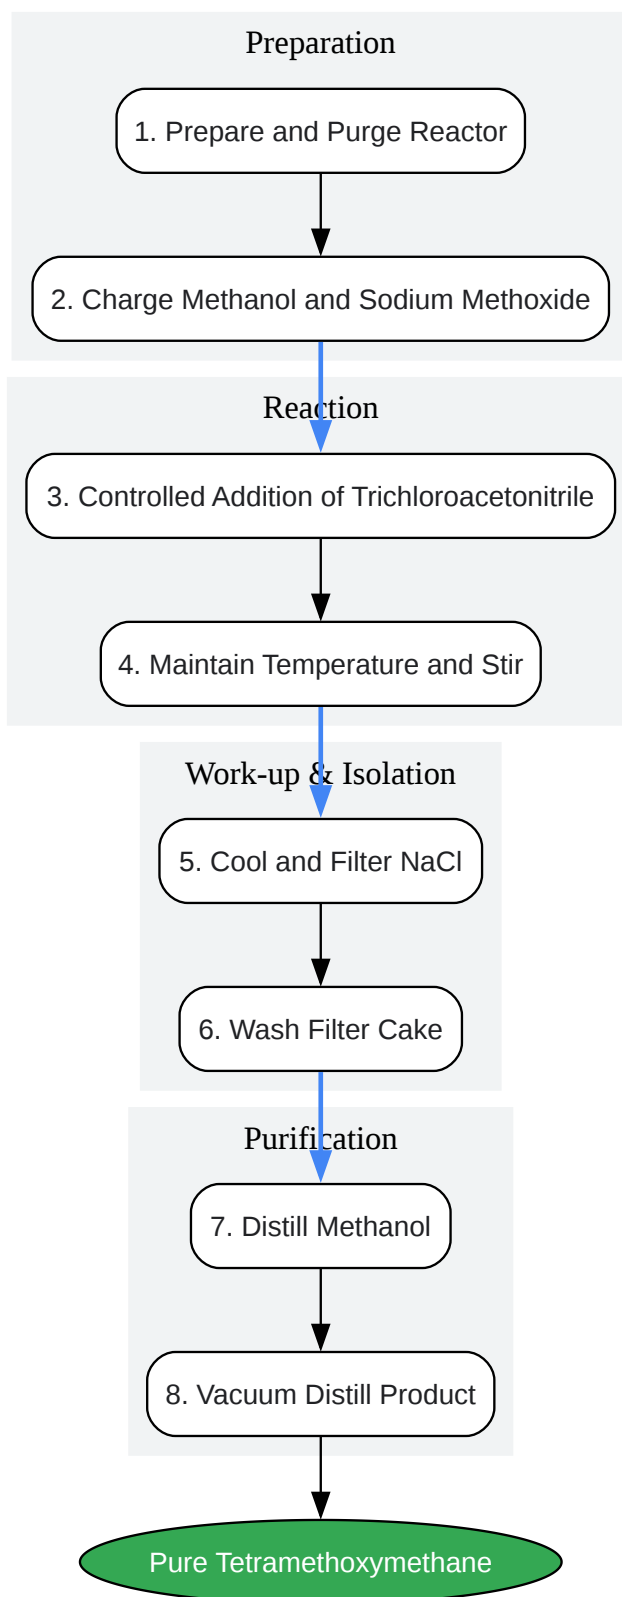 Preparation
1. Prepare and Purge Reactor
2. Charge Methanol and Sodium Methoxide
Reaction
3. Controlled Addition of Trichloroacetonitrile
4. Maintain Temperature and Stir
Work-up & Isolation
5. Cool and Filter NaCl
6. Wash Filter Cake
Purification
7. Distill Methanol
8. Vacuum Distill Product
Pure Tetramethoxymethane